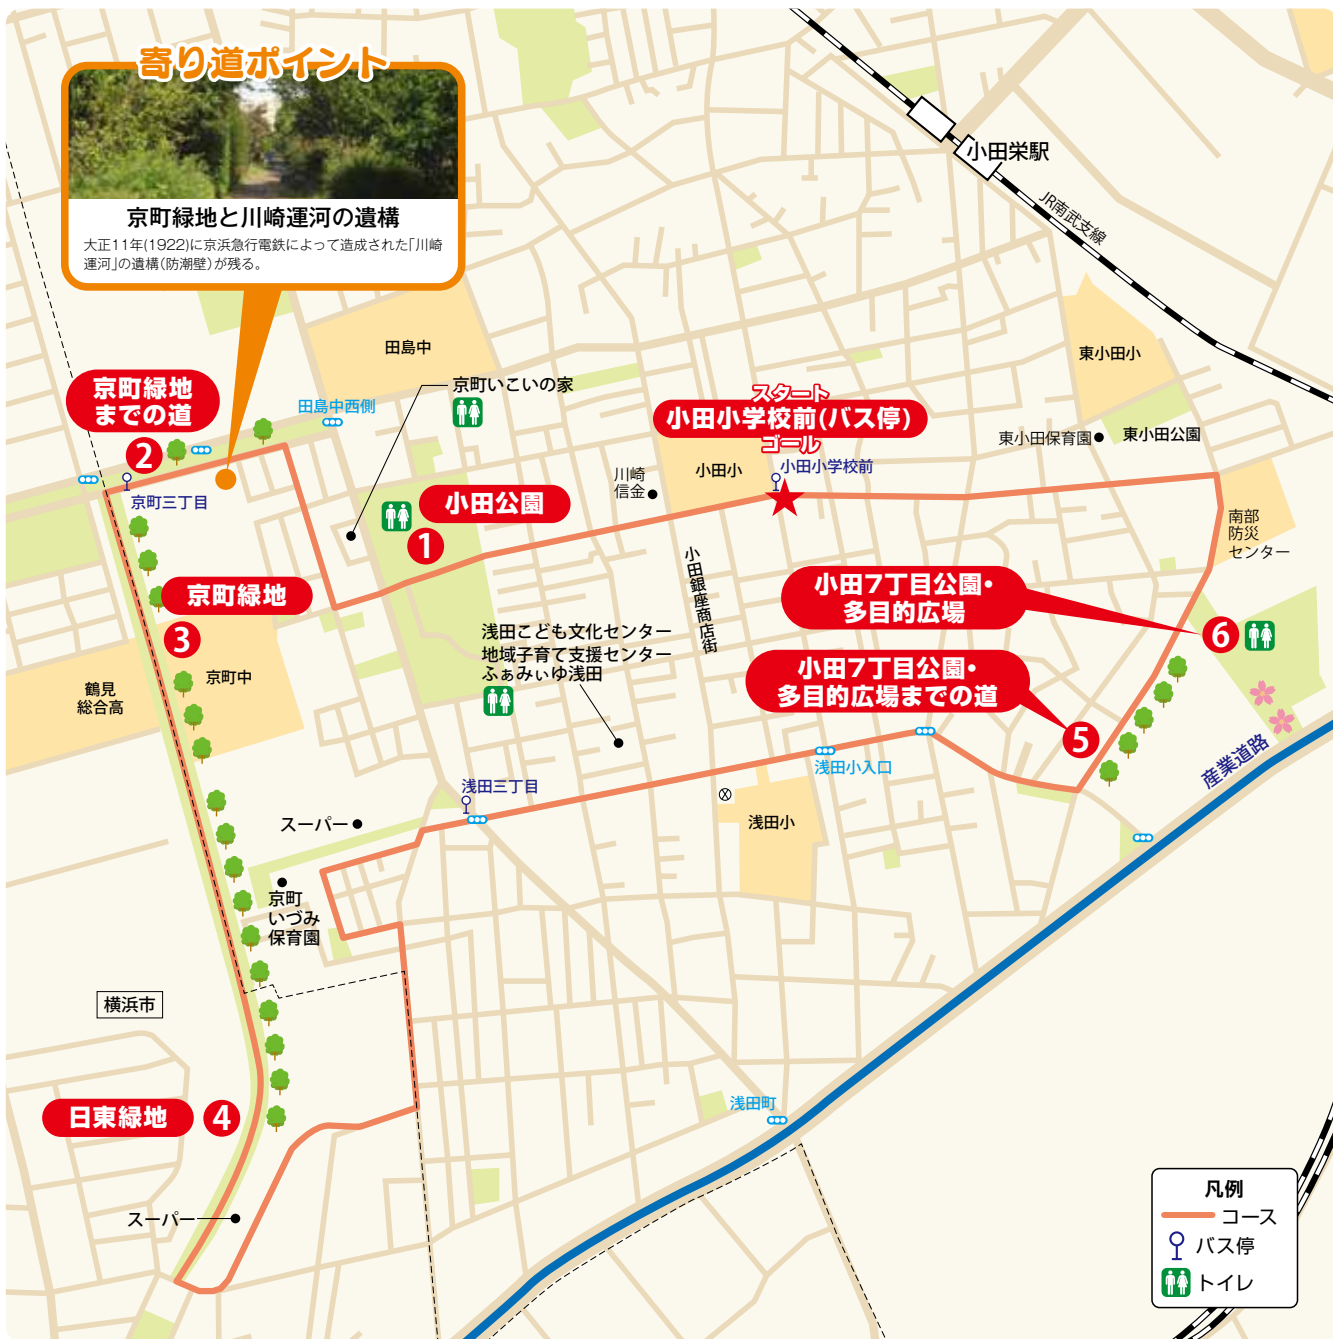 寄り道ポイント
京町緑地と川崎運河の遺構
大正11年(1922)に京浜急行電鉄によって造成された「川崎
運河」の遺構(防潮壁)が残る。
小田栄駅
JR南武支線
田島中
京町いこいの家
東小田小
京町緑地
までの道
2
田島中西側
スタート
小田小学校前(バス停)
ゴール
東小田保育園
東小田公園
京町三丁目
小田公園
1
川崎
信金
小田小
小田小学校前
南部
防災
センター
小田銀座商店街
京町緑地
3
小田7丁目公園・
多目的広場
6
浅田こども文化センター
地域子育て支援センター
ふぁみぃゆ浅田
小田7丁目公園・
多目的広場までの道
5
鶴見
総合高
京町中
産業道路
浅田三丁目
浅田小入口
スーパー
浅田小
京町
いづみ
保育園
横浜市
日東緑地
4
浅田町
スーパー
凡例
コース
バス停
トイレ